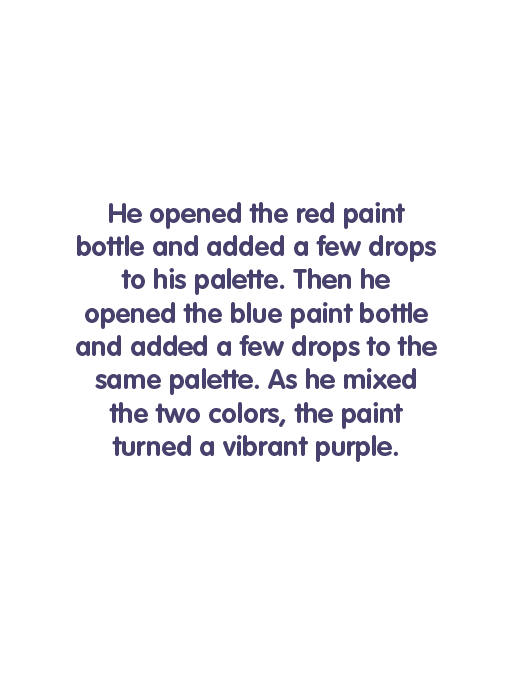 He opened the red paint
bottle and added a few drops
to his palette. Then he
opened the blue paint bottle
and added a few drops to the
same palette. As he mixed
the two colors, the paint
turned a vibrant purple.